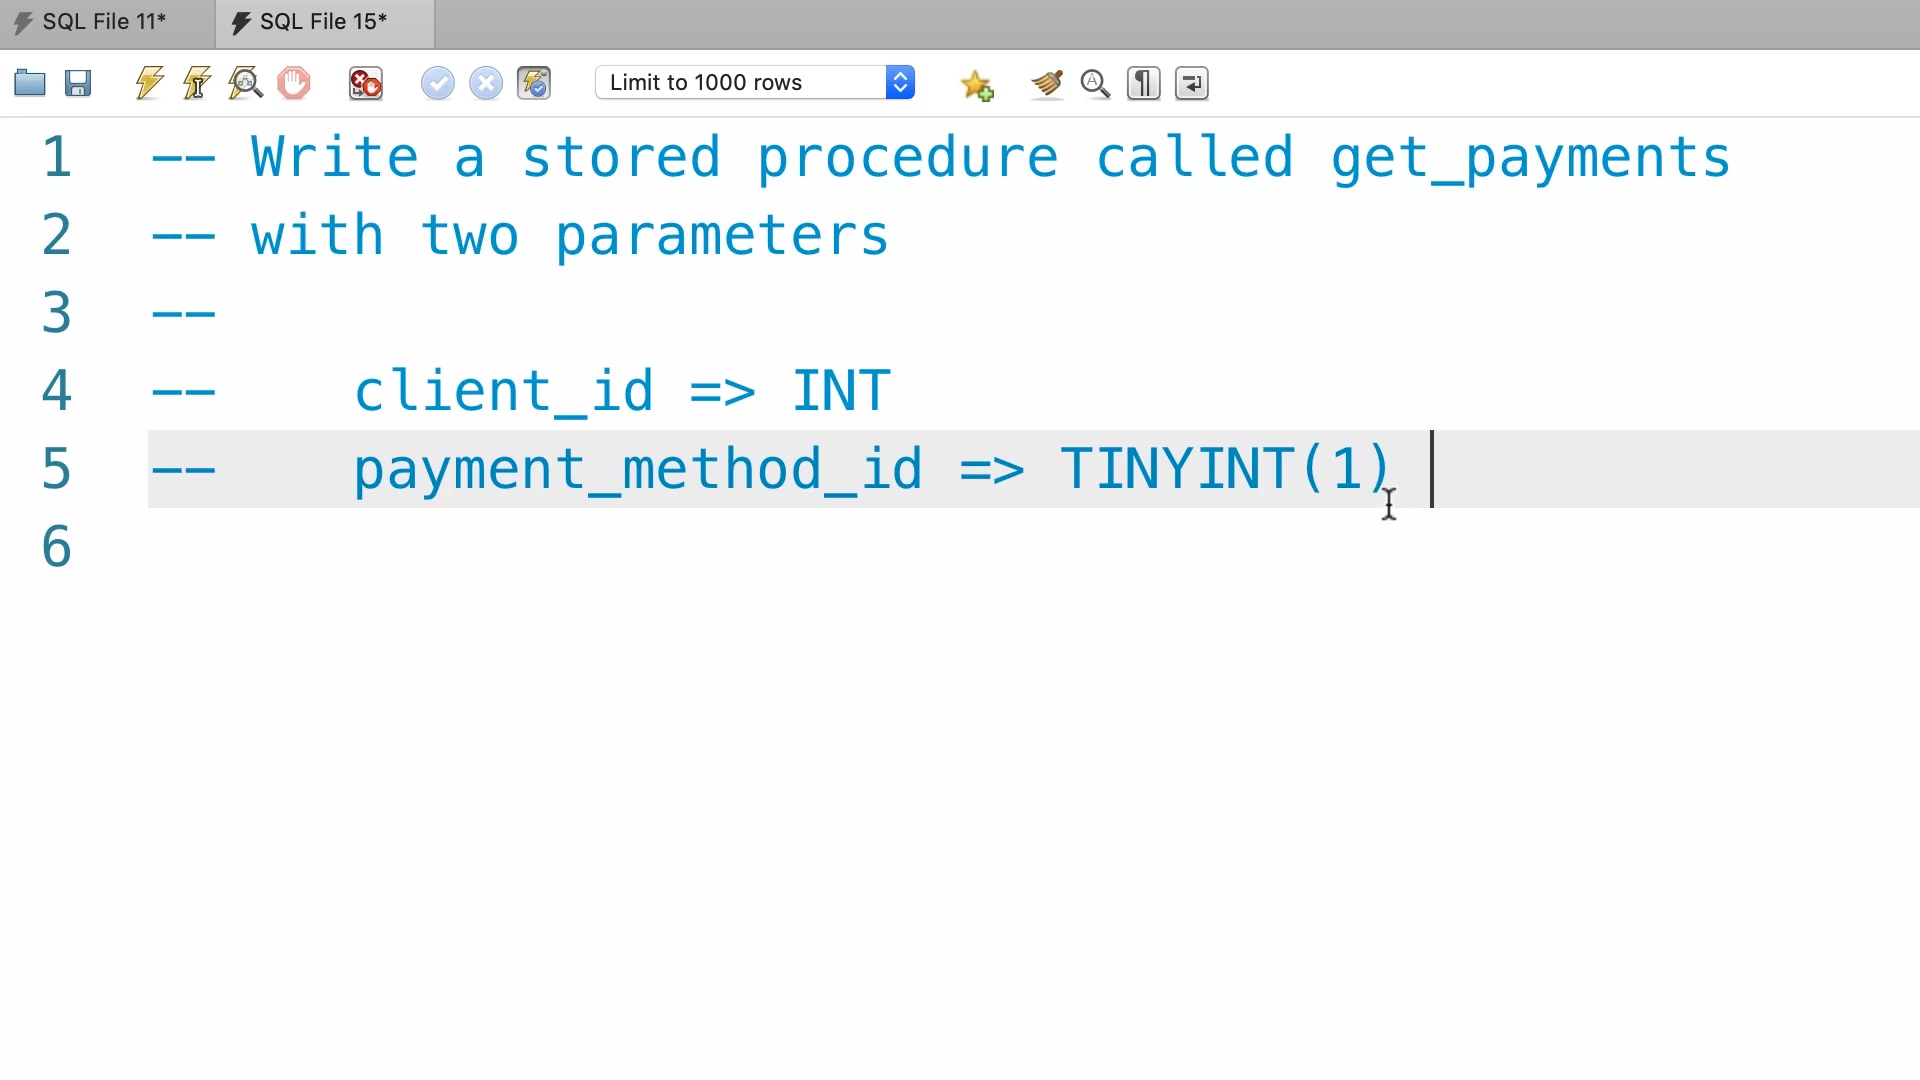 SQL File 11* SQL File 15*
Limit to 1000 rows
1 -- Write a stored procedure called get_payments
2 -- with two parameters
3 --
4 -- client_id => INT
5 -- payment_method_id => TINYINT(1)
6